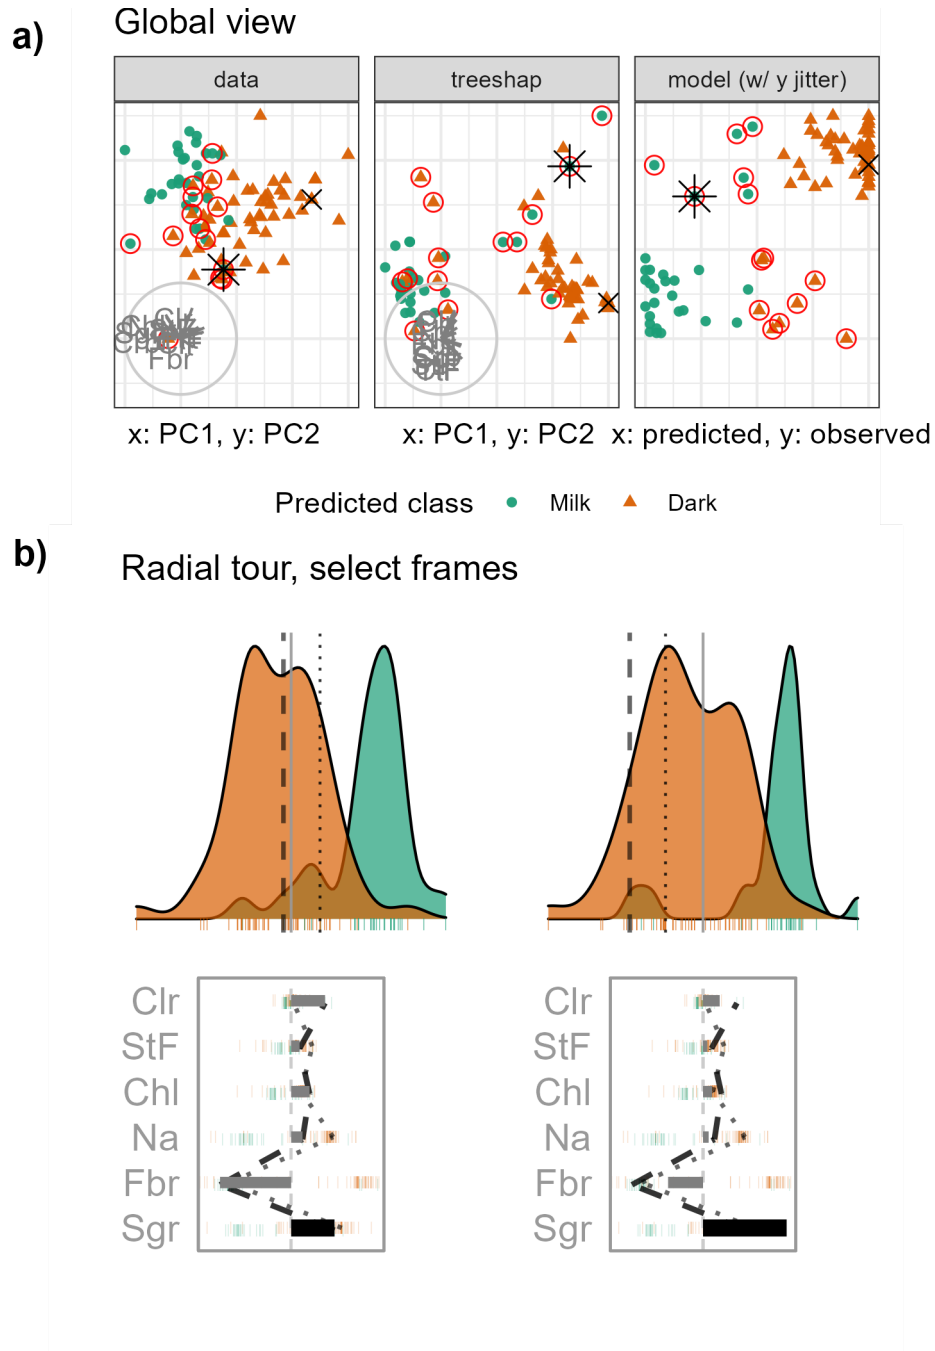 a)
Global view
data
treeshap
model (w/ y jitter)
Fbr
x: PC1, y: PC2
x: PC1, y: PC2
x: predicted, y: observed
Predicted class
Milk
Dark
b)
Radial tour, select frames
Clr
StF
Chl
Na
Fbr
Sgr
Clr
StF
Chl
Na
Fbr
Sgr